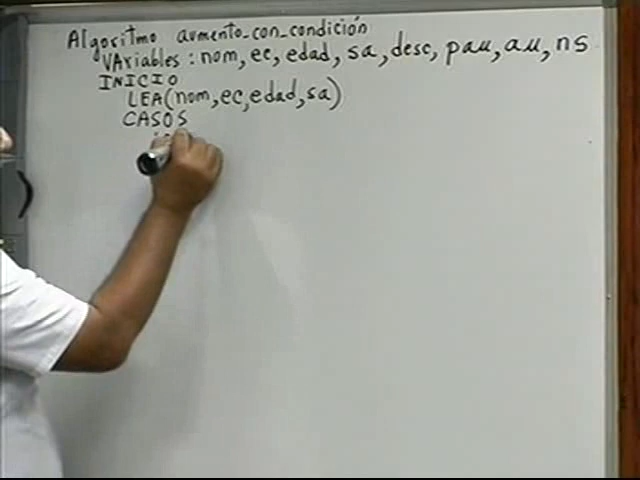 Algoritmo aumento_con_condición
VAriables : nom, ec, edad, sa, desc, pau, au, ns
INICIO
LEA(nom, ec, edad, sa)
CASOS